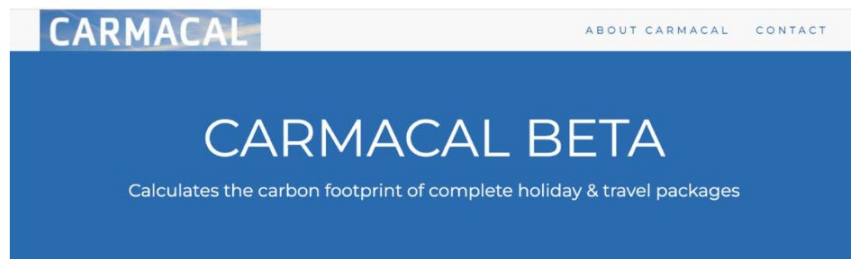 CARMACAL
ABOUT CARMACAL CONTACT
CARMACAL BETA
Calculates the carbon footprint of complete holiday & travel packages